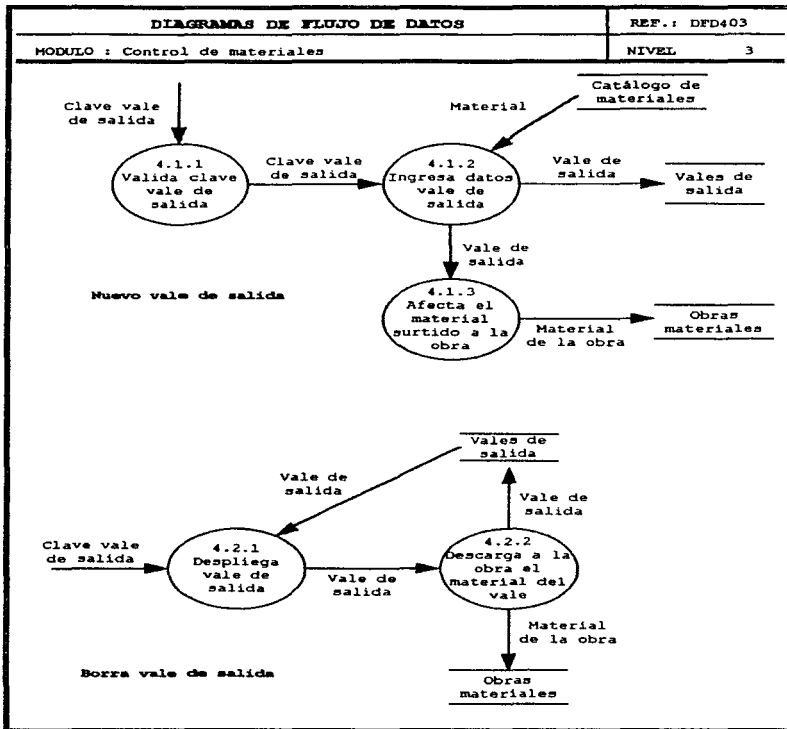 DIAGRAMAS DE FLUJO DE DATOS
REF.: DFD403
MODULO : Control de materiales
NIVEL 3
Clave vale
de salida
Material
Catálogo de
materiales
4.1.1
Valida clave
vale de
salida
Clave vale
de salida
4.1.2
Ingresa datos
vale de
salida
Vale de
salida
Vales de
salida
Vale de
salida
Nuevo vale de salida
4.1.3
Afecta el
material
surtido a la
obra
Material
de la obra
Obras
materiales
Vales de
salida
Vale de
salida
Vale de
salida
Clave vale
de salida
4.2.1
Despliega
vale de
salida
Vale de
salida
4.2.2
Descarga a la
obra el
material del
vale
Material
de la obra
Borra vale de salida
Obras
materiales